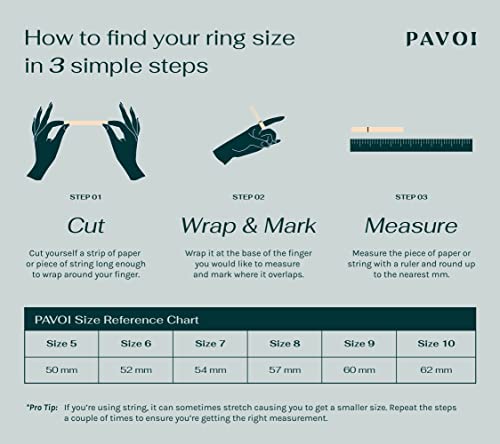 How to find your ring size
in 3 simple steps
PAVOI
STEP 01
Cut
Cut yourself a strip of paper
or piece of string long enough
to wrap around your finger.
STEP 02
Wrap & Mark
Wrap it at the base of the finger
you would like to measure
and mark where it overlaps.
STEP 03
Measure
Measure the piece of paper or
string with a ruler and round up
to the nearest mm.
PAVOI Size Reference Chart
Size 5 Size 6 Size 7 Size 8 Size 9 Size 10
50 mm 52 mm 54 mm 57 mm 60 mm 62 mm
*Pro Tip: If you're using string, it can sometimes stretch causing you to get a smaller size. Repeat the steps
a couple of times to ensure you're getting the right measurement.